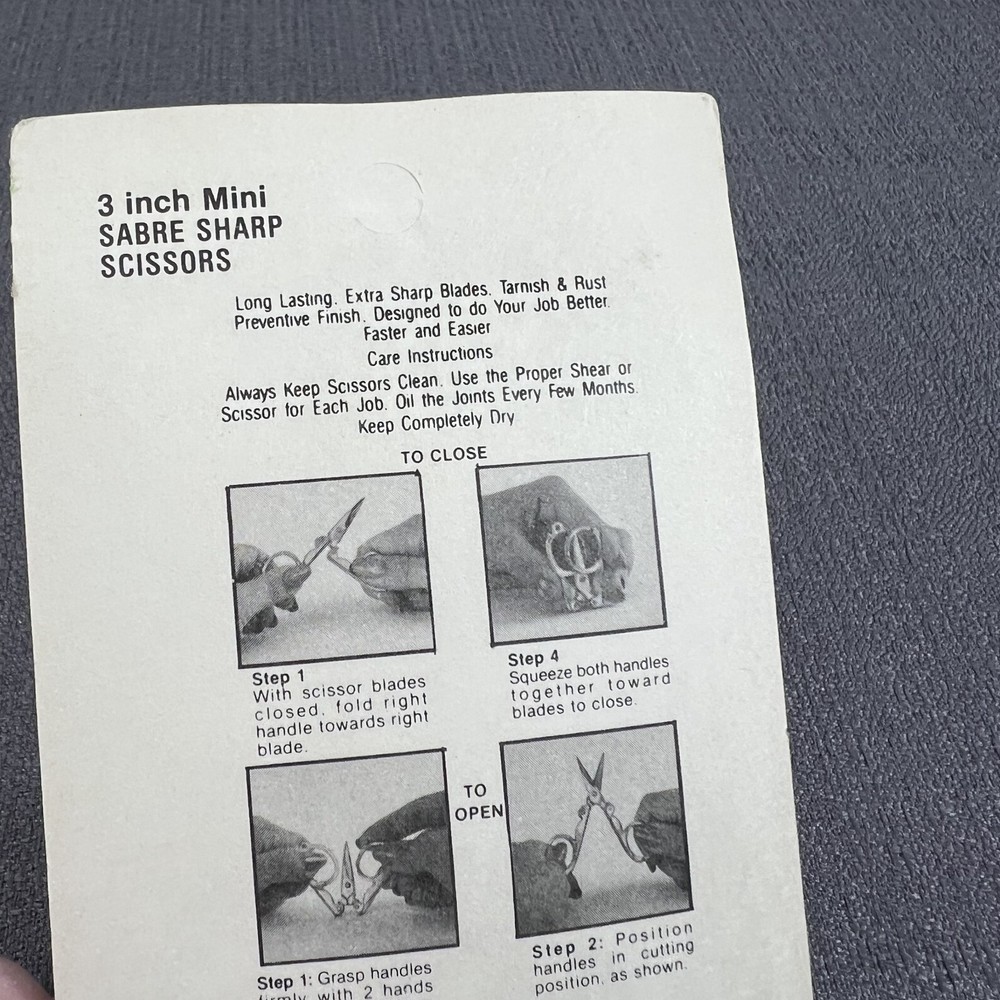 3 inch Mini
SABRE SHARP
SCISSORS
Long Lasting. Extra Sharp Blades. Tarnish & Rust
Preventive Finish. Designed to do Your Job Better.
Faster and Easier
Care Instructions
Always Keep Scissors Clean. Use the Proper Shear or
Scissor for Each Job. Oil the Joints Every Few Months.
Keep Completely Dry
TO CLOSE
Step 1
With scissor blades
closed, fold right
handle towards right
blade.
Step 4
Squeeze both handles
together toward
blades to close.
TO
OPEN
Step 1: Grasp handles
firmly with 2 hands
Step 2: Position
handles in cutting
position, as shown.